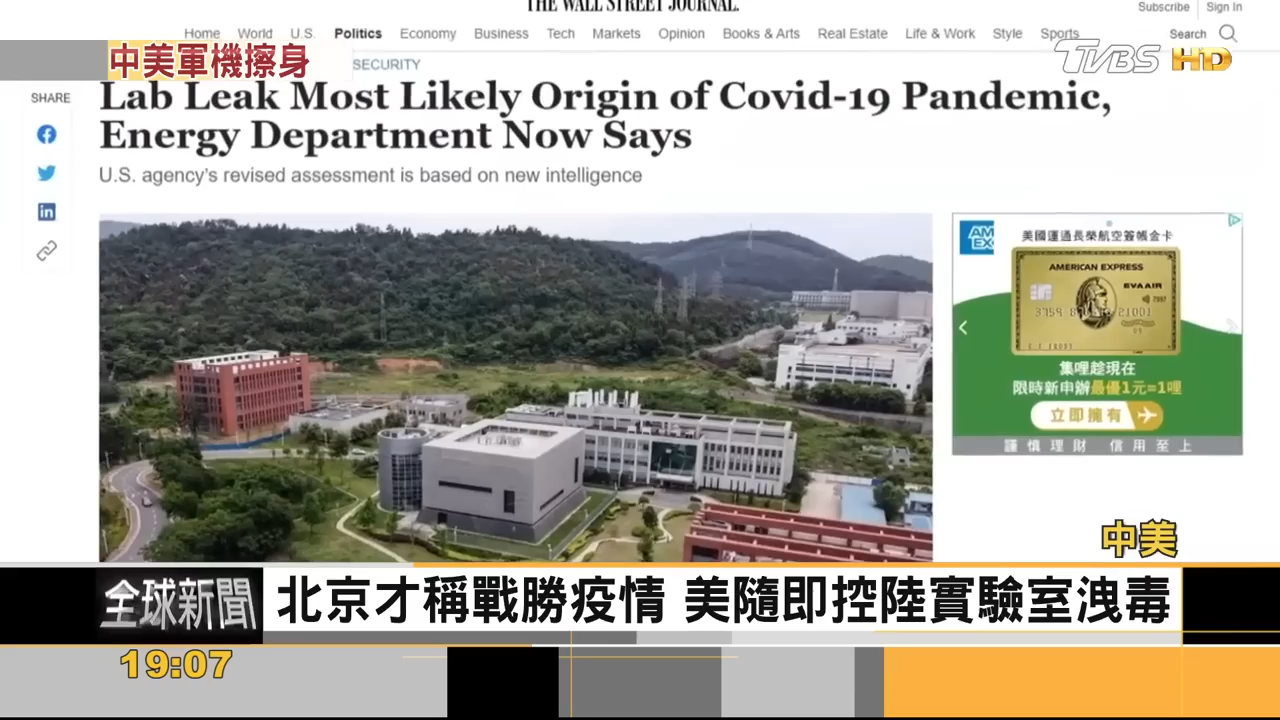 THE WALL STREET JOURNAL.
Subscribe
Sign In
Home World U.S. Politics Economy Business Tech Markets Opinion Books & Arts Real Estate Life & Work Style Sports
Search
中美軍機擦身
TVBS HD
SECURITY
SHARE
Lab Leak Most Likely Origin of Covid-19 Pandemic,
Energy Department Now Says
U.S. agency's revised assessment is based on new intelligence
AM
EX
美國運通長榮航空簽帳金卡
AMERICAN EXPRESS
EVA AIR
集哩趁現在
限時新申辦最優1元=1哩
立即擁有
謹慎理財 信用至上
中美
全球新聞
北京才稱戰勝疫情 美隨即控陸實驗室洩毒
19:07